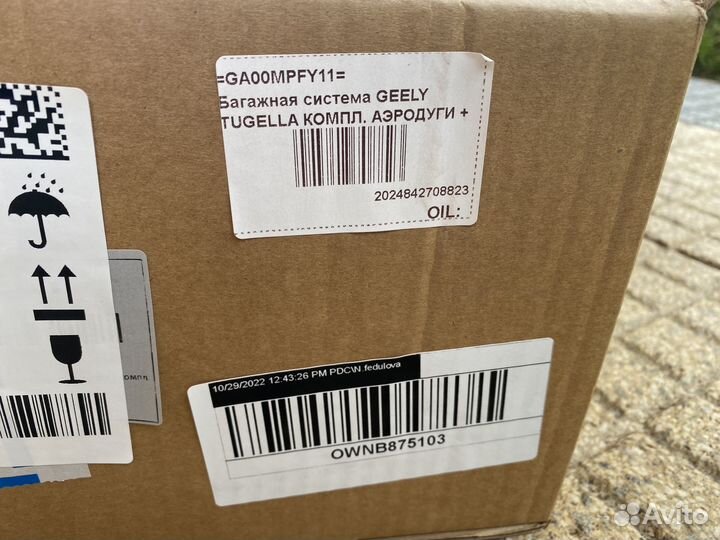 =GA00MPFY11=
Багажная система GEELY
TUGELLA КОМПЛ. АЭРОДУГИ +
2024842708823
OIL:
омпл
10/29/2022 12:43:26 PM PDC\N.fedulova
OWNB875103
Avito